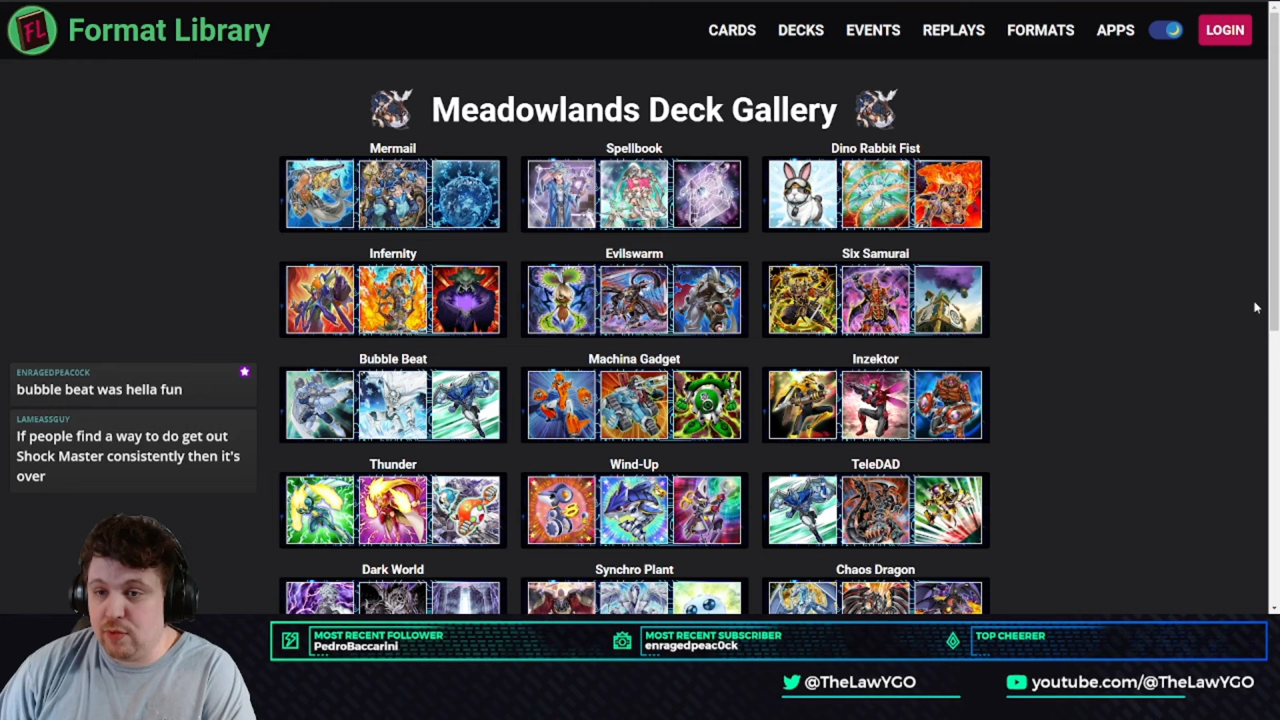 FL Format Library
CARDS DECKS EVENTS REPLAYS FORMATS APPS LOGIN
Meadowlands Deck Gallery
Mermail Spellbook Dino Rabbit Fist
Infernity Evilswarm Six Samurai
Bubble Beat Machina Gadget Inzektor
Thunder Wind-Up TeleDAD
Dark World Synchro Plant Chaos Dragon
ENRAGEDPEAC0CK
bubble beat was hella fun
LAMEASSGUY
If people find a way to do get out
Shock Master consistently then it's
over
MOST RECENT FOLLOWER
PedroBaccarini
MOST RECENT SUBSCRIBER
enragedpeac0ck
TOP CHEERER
@TheLawYGO
youtube.com/@TheLawYGO